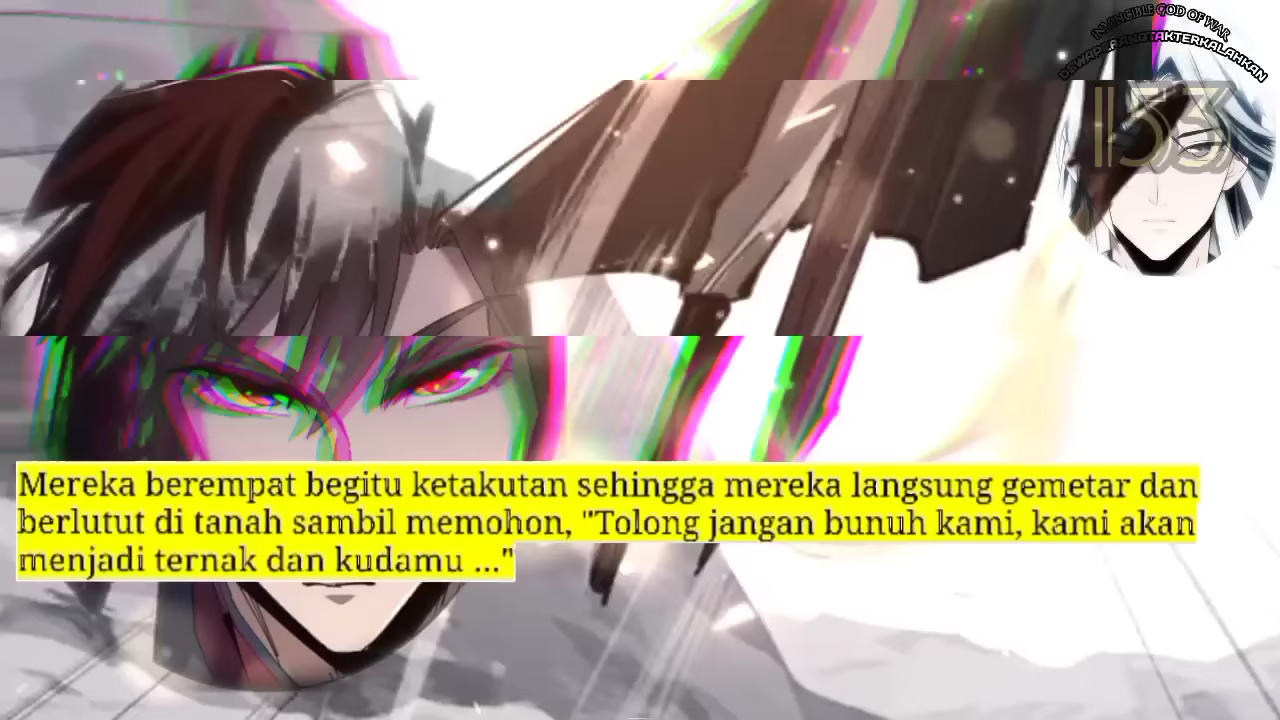 INVINCIBLE GOD OF WAR
DEWAPERANGTAKTERKALAHKAN
153
Mereka berempat begitu ketakutan sehingga mereka langsung gemetar dan
berlutut di tanah sambil memohon, "Tolong jangan bunuh kami, kami akan
menjadi ternak dan kudamu ..."